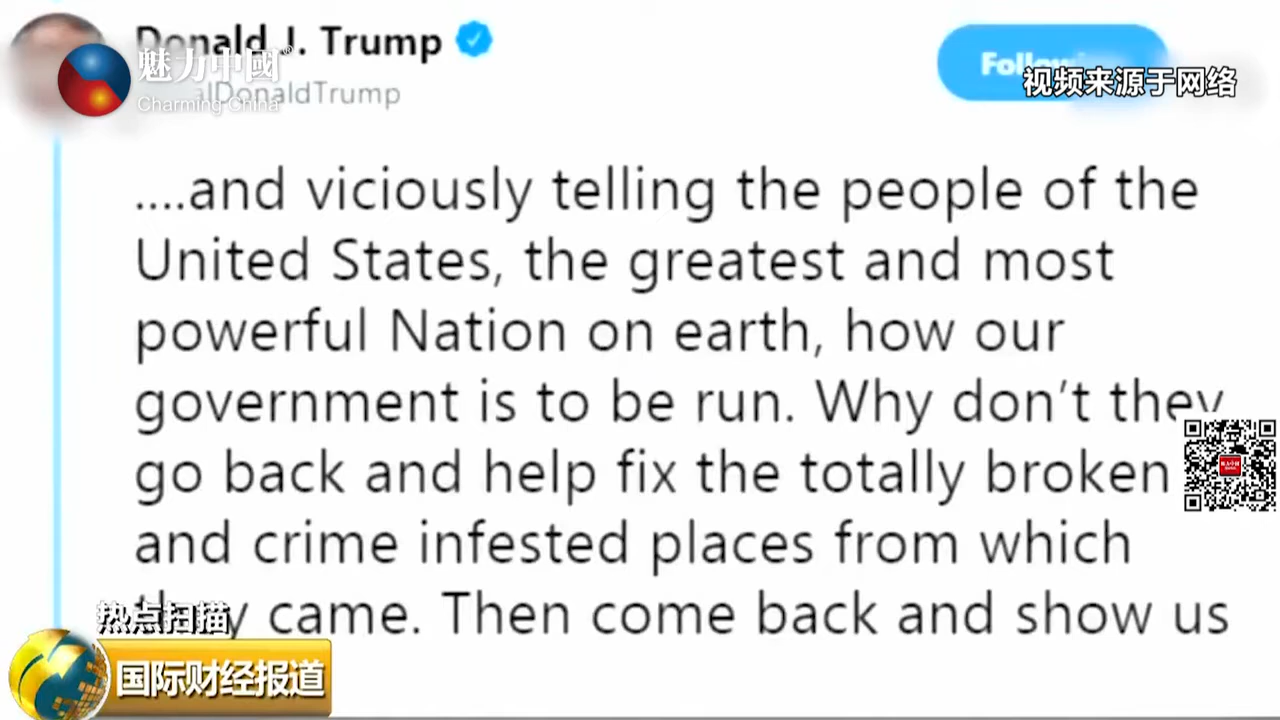 Donald J. Trump
魅力中國®
Charming China
alDonaldTrump
视频来源于网络
....and viciously telling the people of the
United States, the greatest and most
powerful Nation on earth, how our
government is to be run. Why don't they
go back and help fix the totally broken
and crime infested places from which
they came. Then come back and show us
热点扫描
国际财经报道